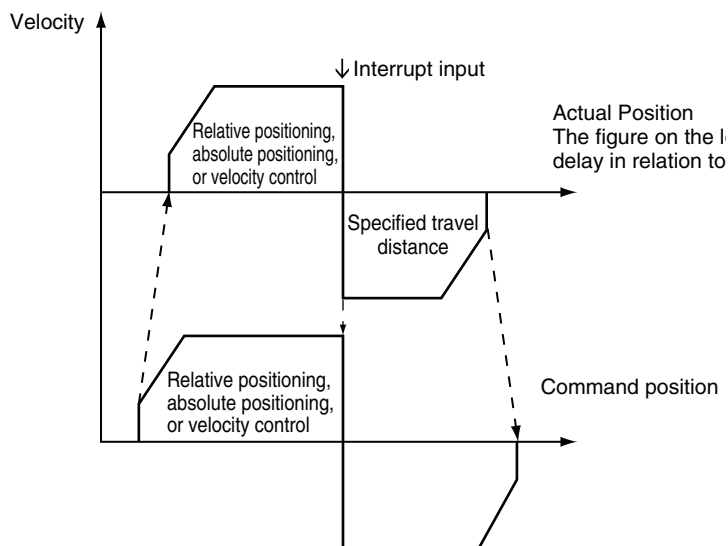 Velocity
↓ Interrupt input
Relative positioning,
absolute positioning,
or velocity control
Actual Position
The figure on the
delay in relation to
Specified travel
distance
Relative positioning,
absolute positioning,
or velocity control
Command position